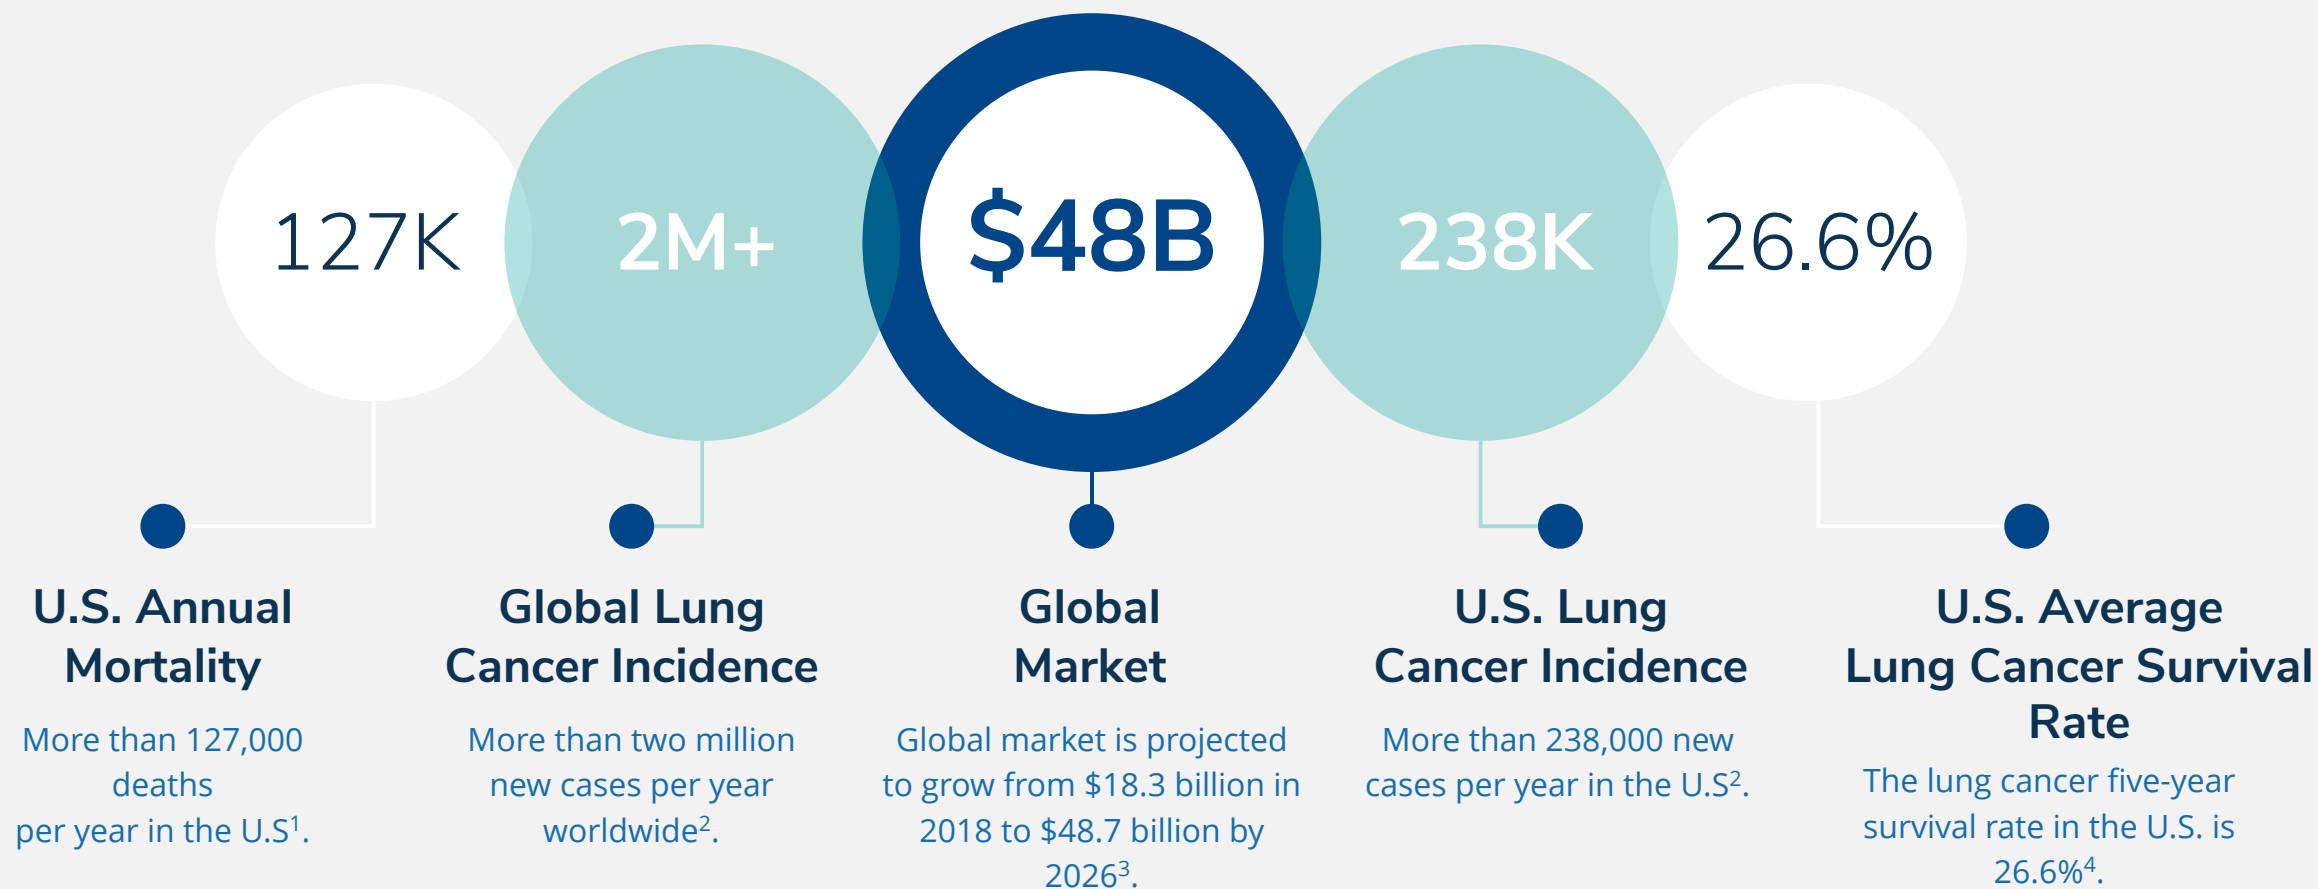 127K
2M+
$48B
238K
26.6%
U.S. Annual
Mortality
More than 127,000
deaths
per year in the U.S¹.
Global Lung
Cancer Incidence
More than two million
new cases per year
worldwide².
Global
Market
Global market is projected
to grow from $18.3 billion in
2018 to $48.7 billion by
2026³.
U.S. Lung
Cancer Incidence
More than 238,000 new
cases per year in the U.S².
U.S. Average
Lung Cancer Survival
Rate
The lung cancer five-year
survival rate in the U.S. is
26.6%⁴.